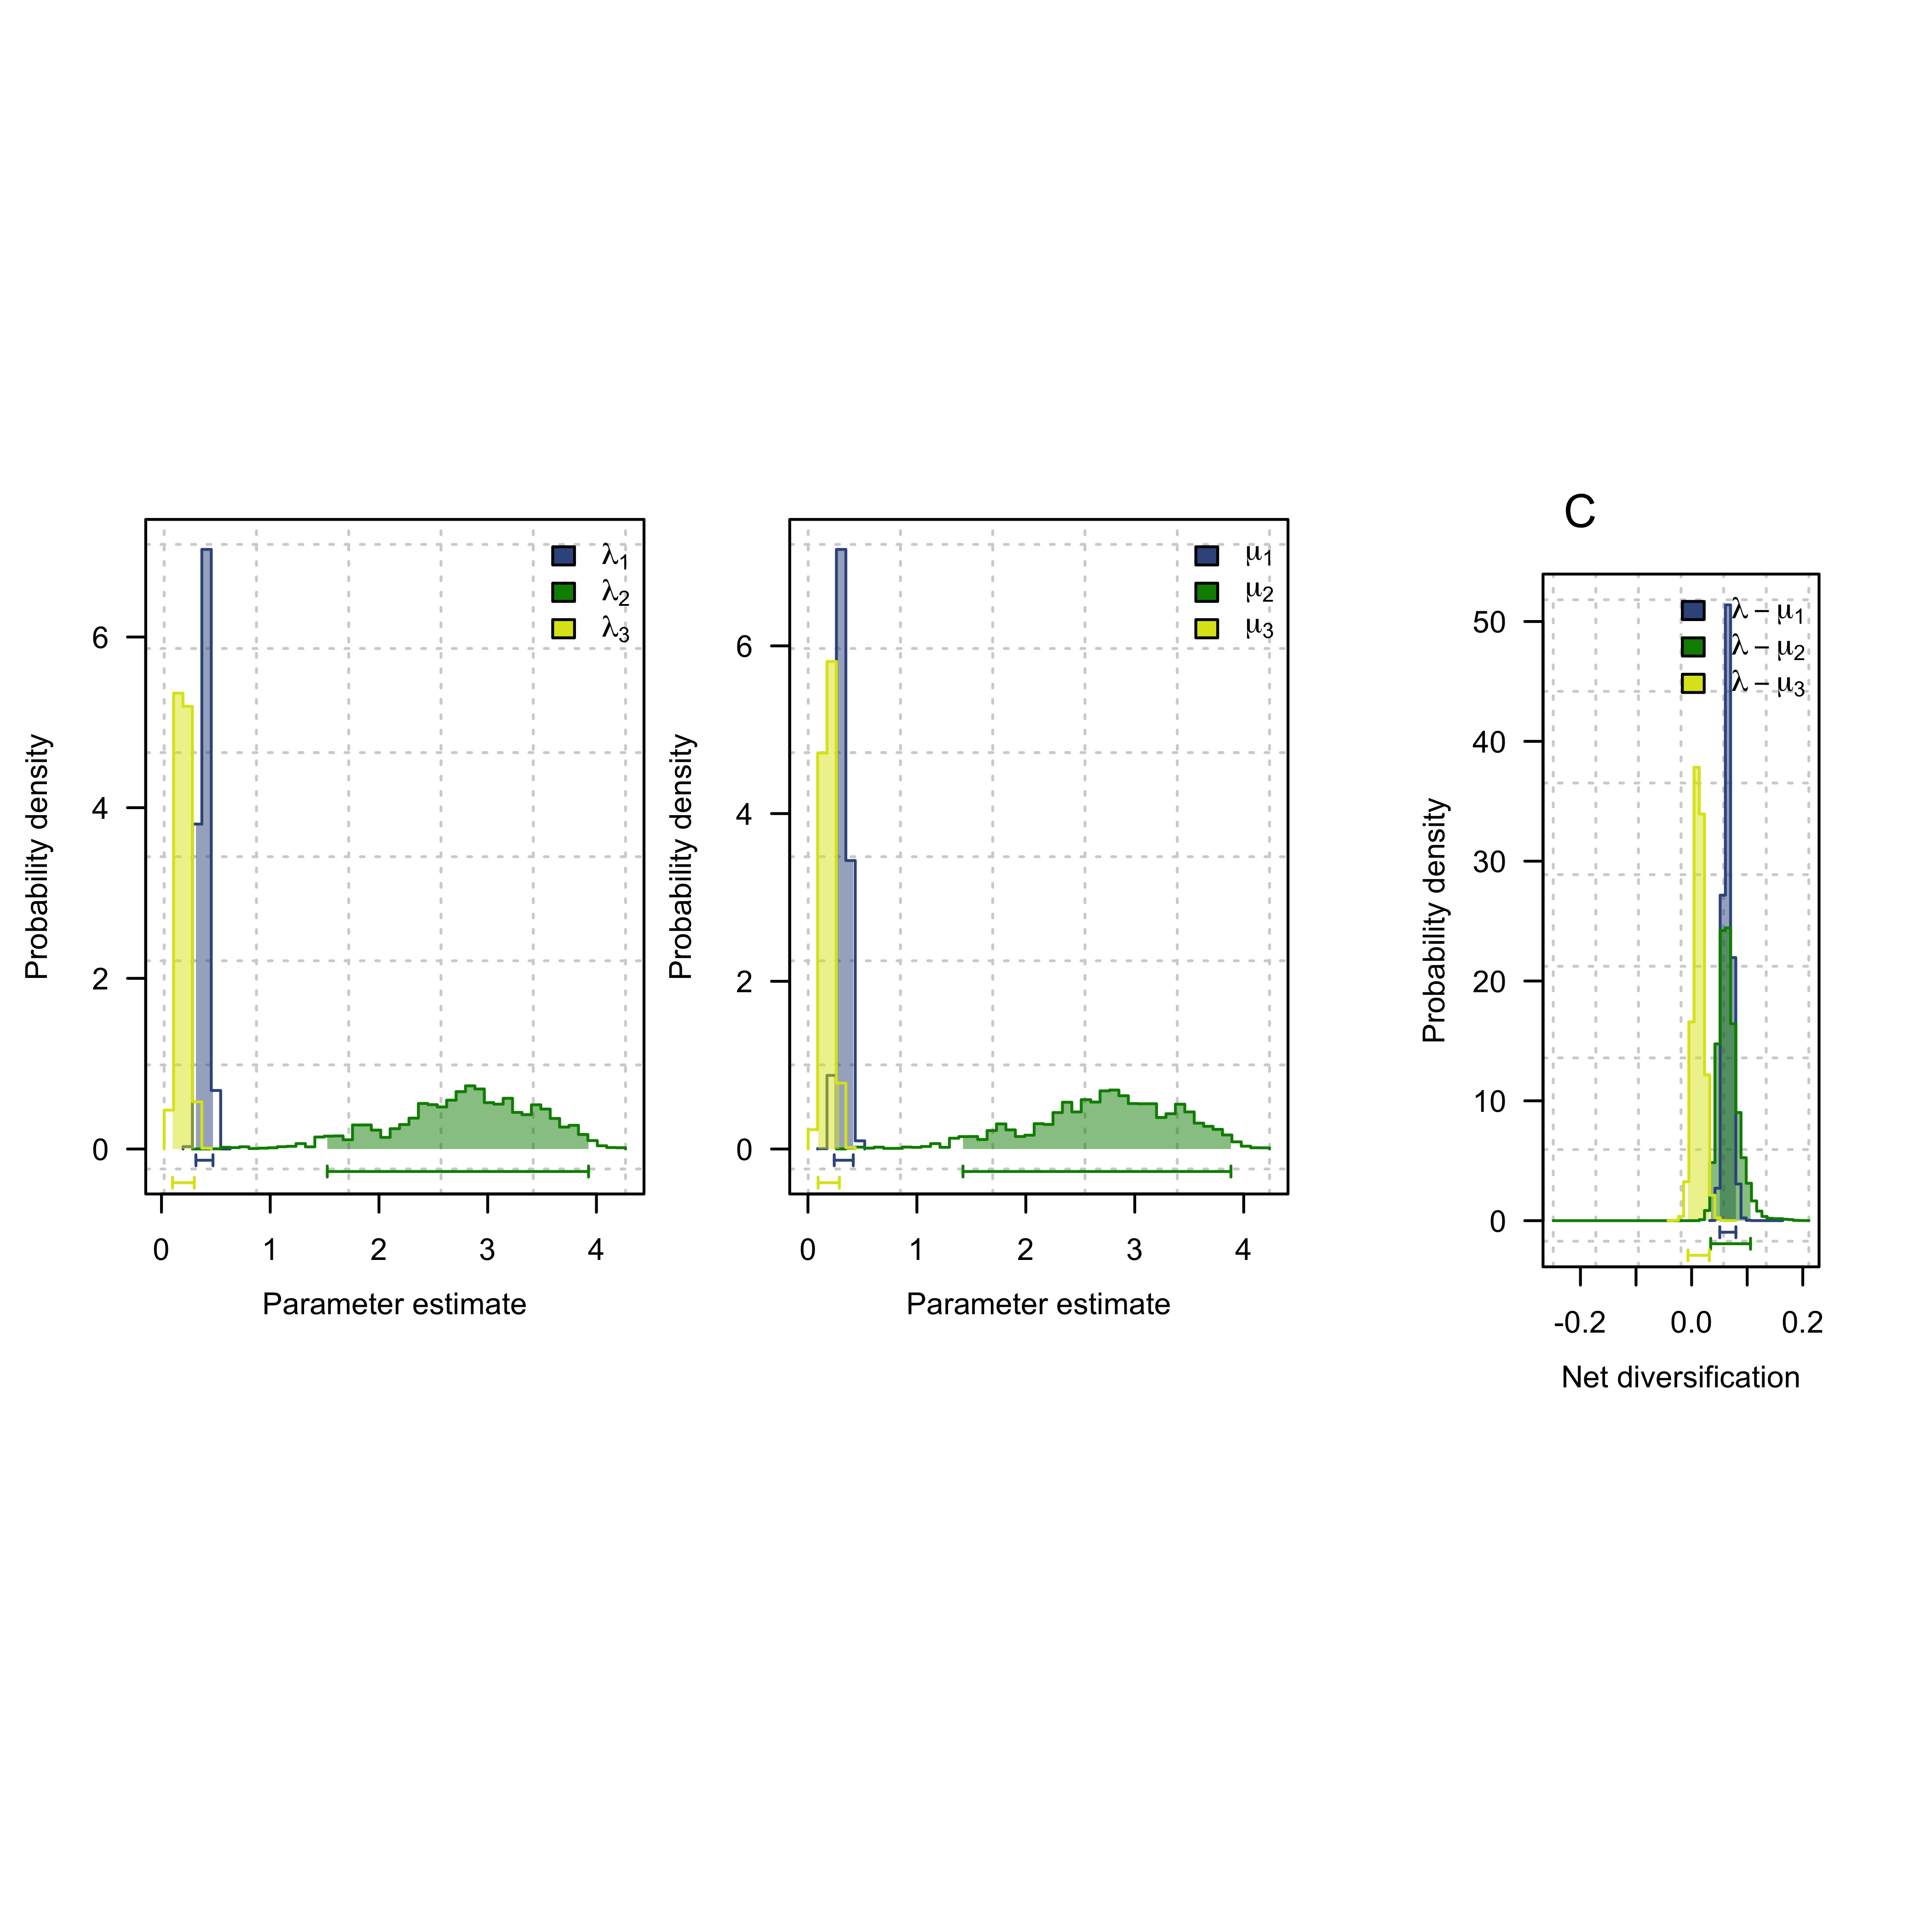 C
λ1
λ2
λ3
6
4
2
0
Probability density
0 1 2 3 4
Parameter estimate
μ1
μ2
μ3
6
4
2
0
Probability density
0 1 2 3 4
Parameter estimate
λ − μ1
λ − μ2
λ − μ3
50
40
30
20
10
0
Probability density
-0.2 0.0 0.2
Net diversification